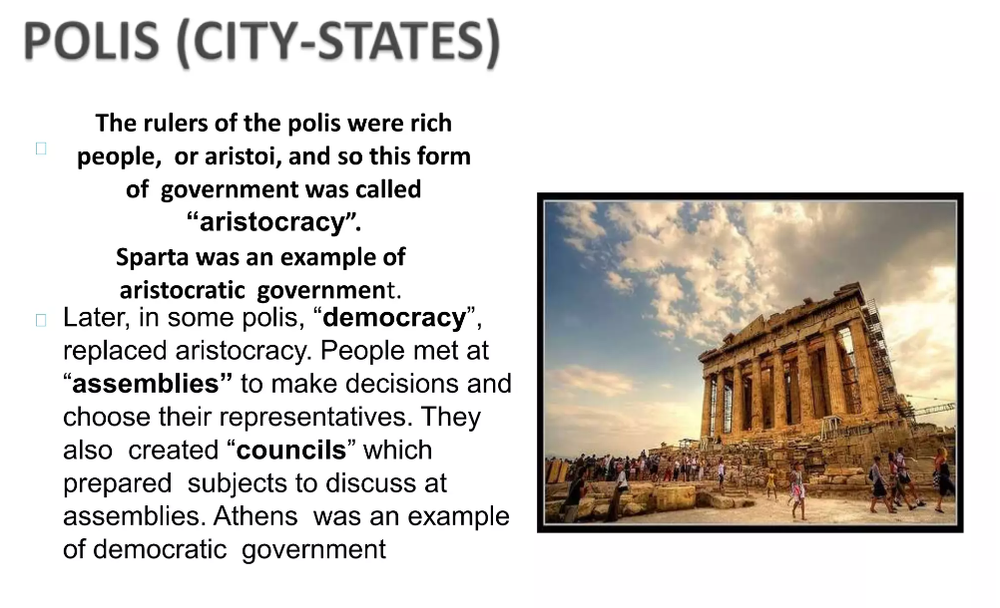 POLIS (CITY-STATES)
The rulers of the polis were rich
people, or aristoi, and so this form
of government was called
“aristocracy”.
Sparta was an example of
aristocratic government.
Later, in some polis, “democracy”,
replaced aristocracy. People met at
“assemblies” to make decisions and
choose their representatives. They
also created “councils” which
prepared subjects to discuss at
assemblies. Athens was an example
of democratic government